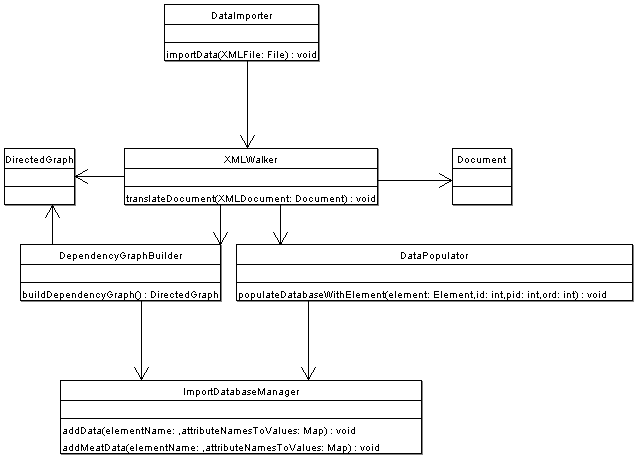 DataImporter
importData(XMLFile: File) : void
DirectedGraph
XMLWalker
Document
translateDocument(XMLDocument: Document) : void
DependencyGraphBuilder
DataPopulator
buildDependencyGraph() : DirectedGraph
populateDatabaseWithElement(element: Element,id: int,pid: int,ord: int) : void
ImportDatabaseManager
addData(elementName: ,attributeNamesToValues: Map) : void
addMeatData(elementName: ,attributeNamesToValues: Map) : void